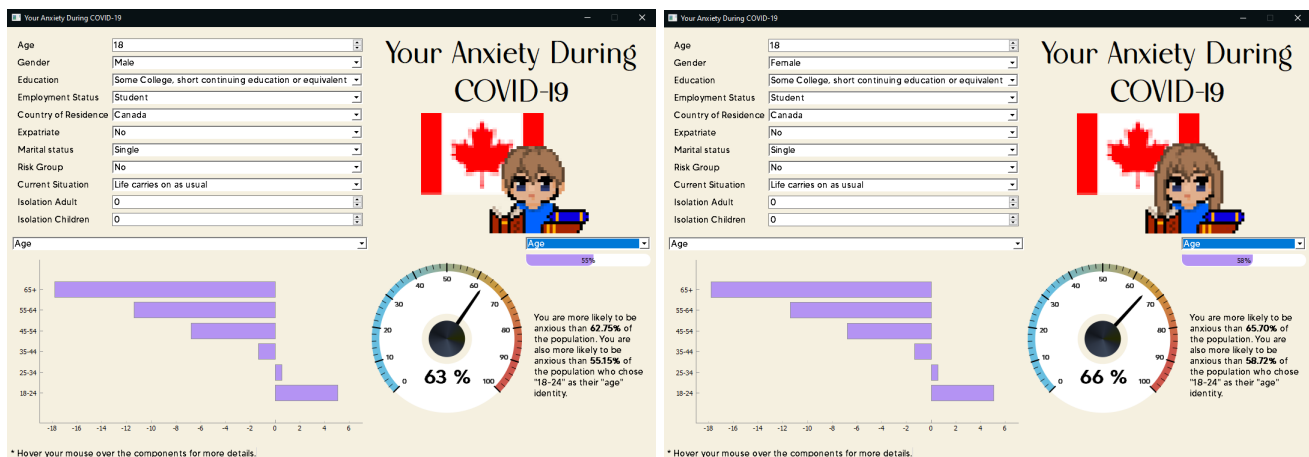 Your Anxiety During COVID-19
Age 18
Gender Male
Education Some College, short continuing education or equivalent
Employment Status Student
Country of Residence Canada
Expatriate No
Marital status Single
Risk Group No
Current Situation Life carries on as usual
Isolation Adult 0
Isolation Children 0
Your Anxiety During
COVID-19
Age
Age
55%
65+
55-64
45-54
35-44
25-34
18-24
-18 -16 -14 -12 -10 -8 -6 -4 -2 0 2 4 6
0 10 20 30 40 50 60 70 80 90 100
63 %
You are more likely to be
anxious than 62.75% of
the population. You are
also more likely to be
anxious than 55.15% of
the population who chose
"18-24" as their "age"
identity.
* Hover your mouse over the components for more details.
Your Anxiety During COVID-19
Age 18
Gender Female
Education Some College, short continuing education or equivalent
Employment Status Student
Country of Residence Canada
Expatriate No
Marital status Single
Risk Group No
Current Situation Life carries on as usual
Isolation Adult 0
Isolation Children 0
Your Anxiety During
COVID-19
Age
Age
58%
65+
55-64
45-54
35-44
25-34
18-24
-18 -16 -14 -12 -10 -8 -6 -4 -2 0 2 4 6
0 10 20 30 40 50 60 70 80 90 100
66 %
You are more likely to be
anxious than 65.70% of
the population. You are
also more likely to be
anxious than 58.72% of
the population who chose
"18-24" as their "age"
identity.
* Hover your mouse over the components for more details.